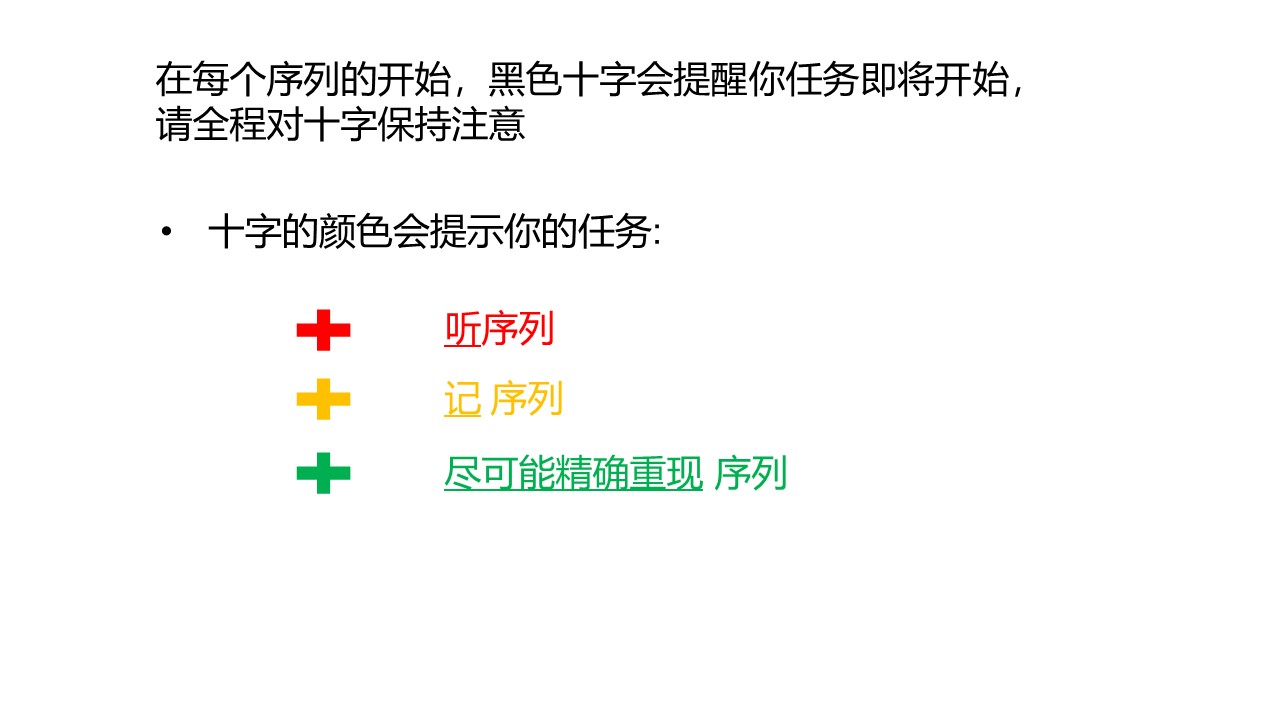 在每个序列的开始，黑色十字会提醒你任务即将开始，
请全程对十字保持注意
• 十字的颜色会提示你的任务:
听序列
记 序列
尽可能精确重现 序列